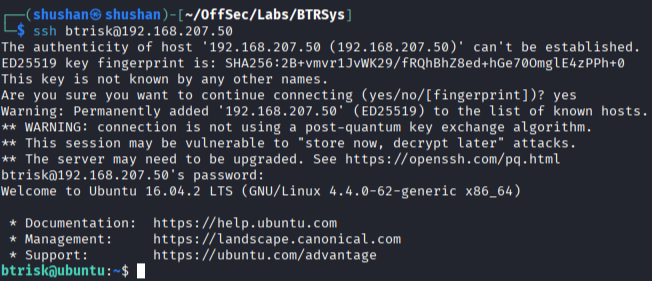 ┌──(shushan㉿shushan)-[~/OffSec/Labs/BTRSys]
└─$ ssh btrisk@192.168.207.50
The authenticity of host '192.168.207.50 (192.168.207.50)' can't be established.
ED25519 key fingerprint is: SHA256:2B+vmvr1JvWK29/fRQhBhZ8ed+hGe70OmglE4zPPh+0
This key is not known by any other names.
Are you sure you want to continue connecting (yes/no/[fingerprint])? yes
Warning: Permanently added '192.168.207.50' (ED25519) to the list of known hosts.
** WARNING: connection is not using a post-quantum key exchange algorithm.
** This session may be vulnerable to "store now, decrypt later" attacks.
** The server may need to be upgraded. See https://openssh.com/pq.html
btrisk@192.168.207.50's password:
Welcome to Ubuntu 16.04.2 LTS (GNU/Linux 4.4.0-62-generic x86_64)

 * Documentation:  https://help.ubuntu.com
 * Management:     https://landscape.canonical.com
 * Support:        https://ubuntu.com/advantage
btrisk@ubuntu:~$